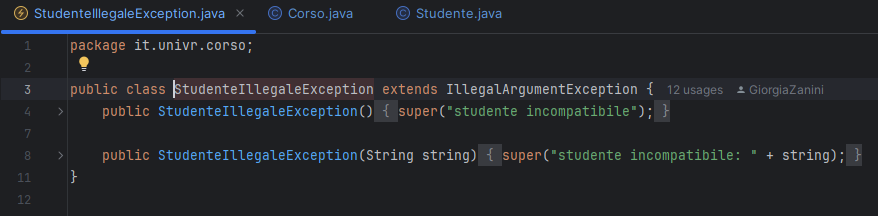 StudenteIllegaleException.java × Corso.java Studente.java
1 package it.univr.corso;
2
3 public class StudenteIllegaleException extends IllegalArgumentException { 12 usages GiorgiaZanini
4 public StudenteIllegaleException() { super("studente incompatibile"); }
7
8 public StudenteIllegaleException(String string) { super("studente incompatibile: " + string); }
11 }
12